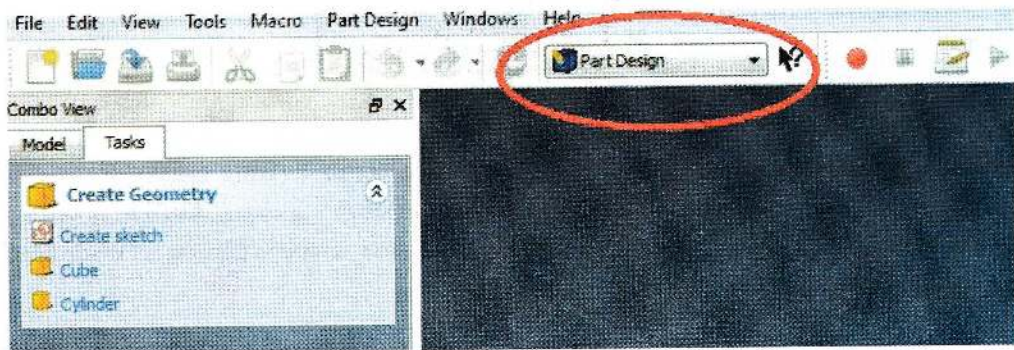 File Edit View Tools Macro Part Design Windows Help
Part Design
Combo View
Model Tasks
Create Geometry
Create sketch
Cube
Cylinder